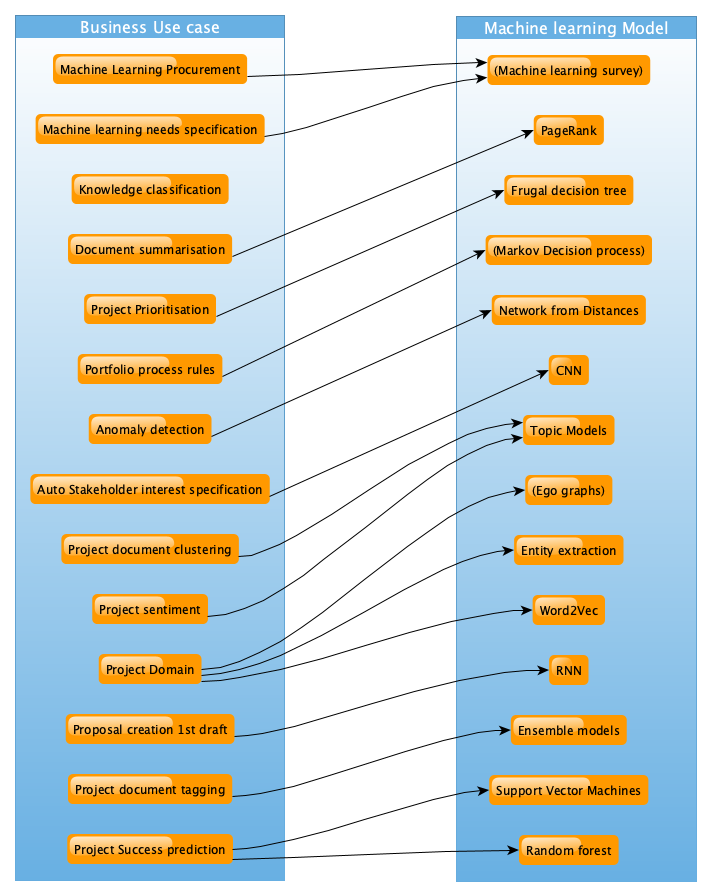 Business Use case
Machine Learning Procurement
Machine learning needs specification
Knowledge classification
Document summarisation
Project Prioritisation
Portfolio process rules
Anomaly detection
Auto Stakeholder interest specification
Project document clustering
Project sentiment
Project Domain
Proposal creation 1st draft
Project document tagging
Project Success prediction
Machine learning Model
(Machine learning survey)
PageRank
Frugal decision tree
(Markov Decision process)
Network from Distances
CNN
Topic Models
(Ego graphs)
Entity extraction
Word2Vec
RNN
Ensemble models
Support Vector Machines
Random forest